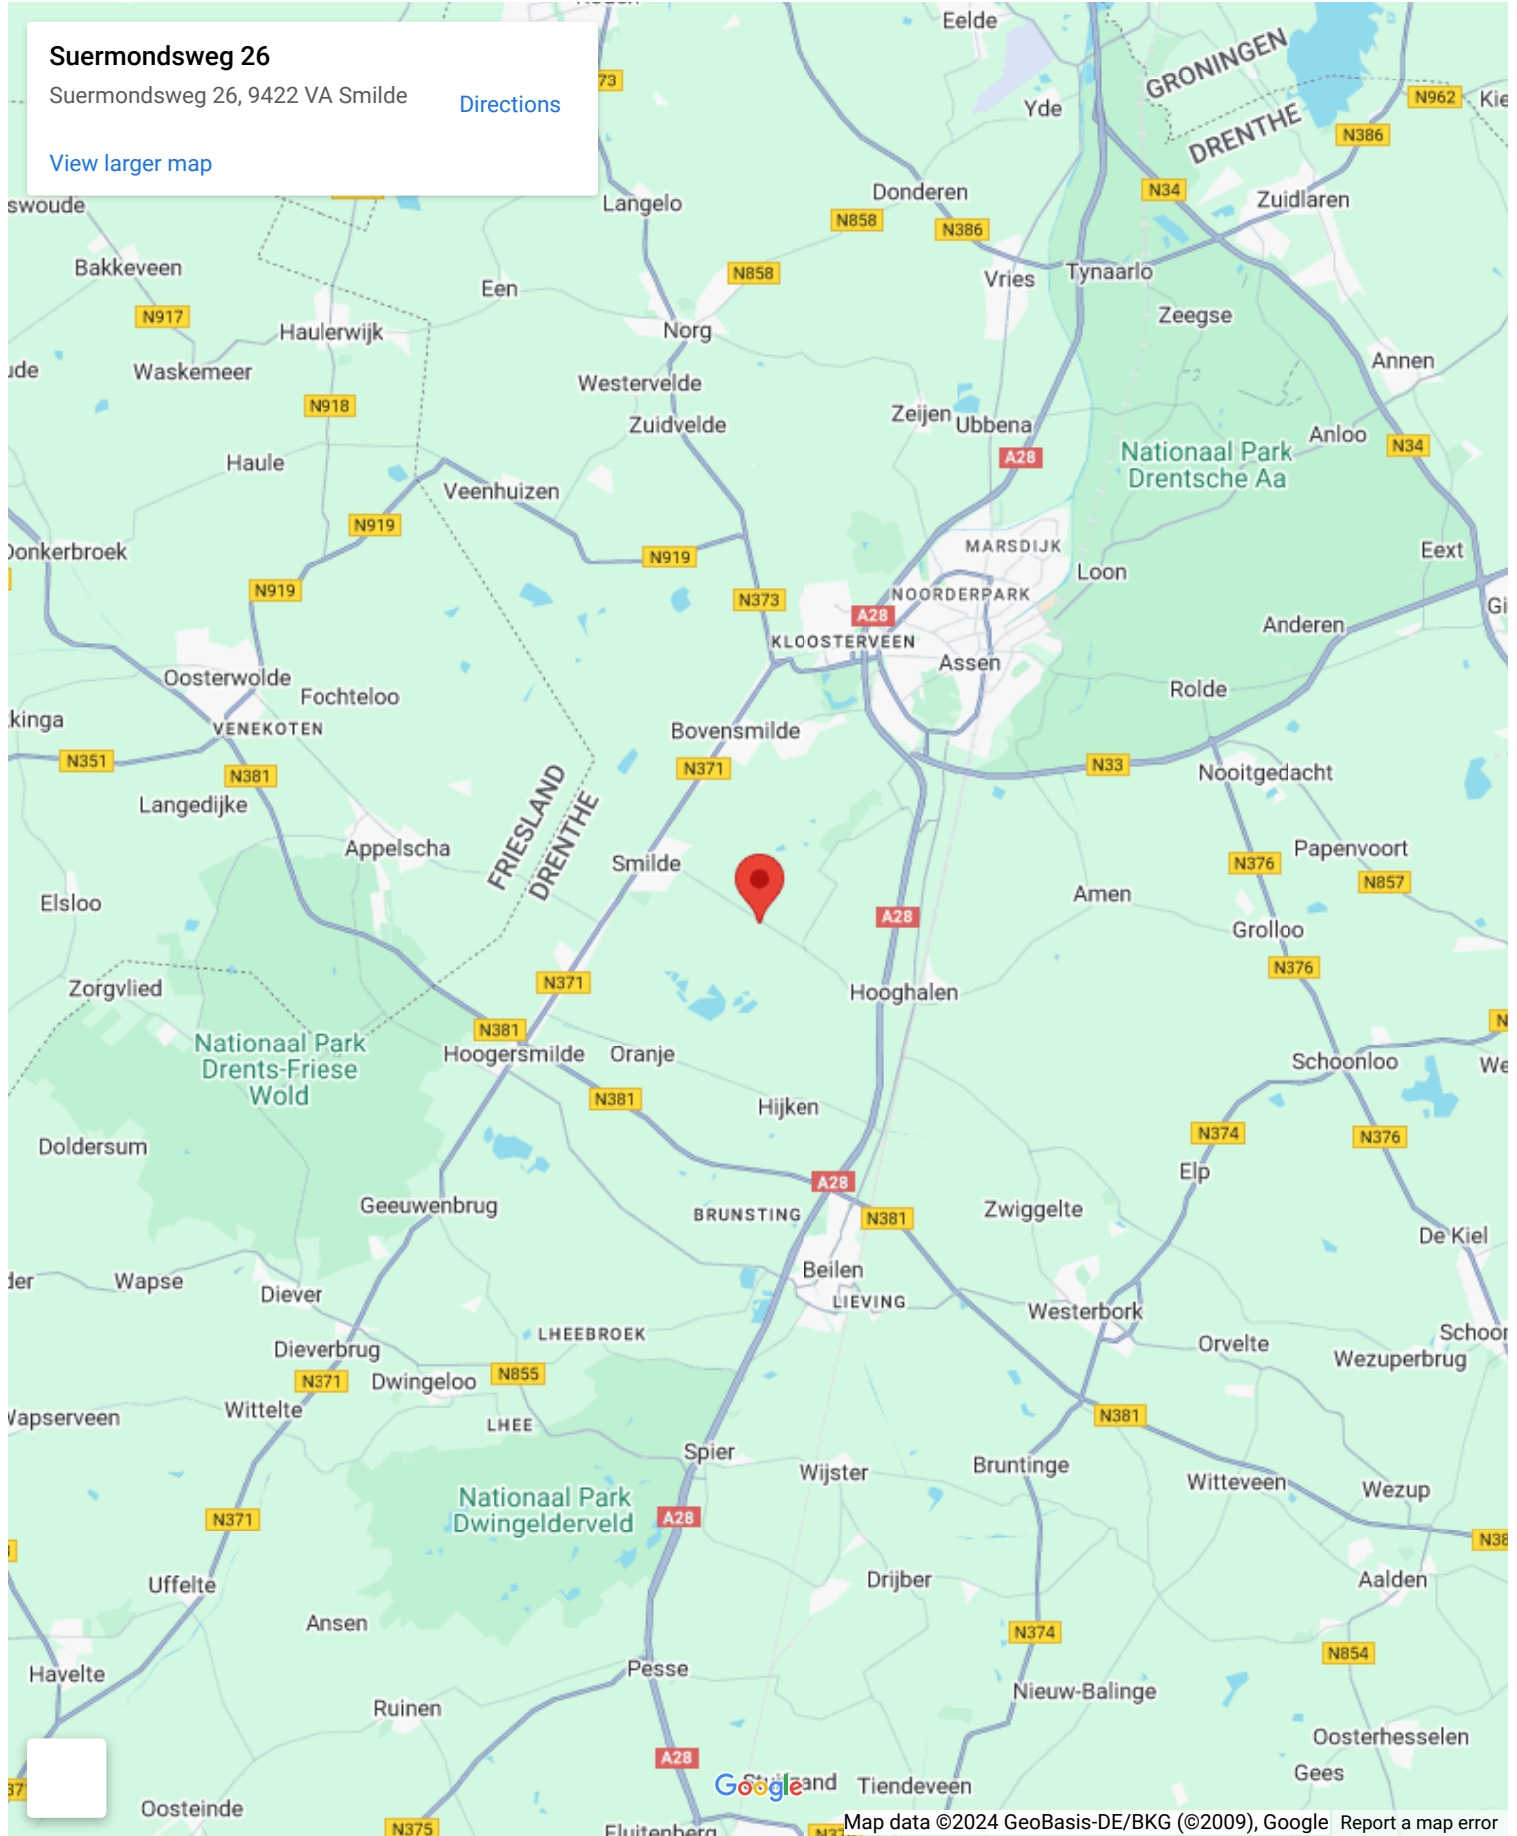 Suermondsweg 26
Suermondsweg 26, 9422 VA Smilde
Directions
View larger map
Eelde
GRONINGEN
DRENTHE
Yde
N962
N386
N34
Donderen
Langelo
Zuidlaren
N858
N386
Bakkeveen
N858
Vries
Tynaarlo
Een
N917
Haulerwijk
Norg
Zeegse
Annen
Waskemeer
Westervelde
N918
Zuidvelde
Zeijen
Ubbena
Anloo
N34
A28
Nationaal Park
Drentsche Aa
Haule
Veenhuizen
N919
N919
MARSDIJK
Eext
Loon
N919
N373
NOORDERPARK
A28
Anderen
KLOOSTERVEEN
Assen
Oosterwolde
Fochteloo
Rolde
VENEKOTEN
Bovensmilde
N351
N381
N371
N33
Nooitgedacht
Langedijke
FRIESLAND
DRENTHE
Appelscha
Smilde
Papenvoort
N376
N857
Elsloo
Amen
A28
Grolloo
N376
Zorgvlied
N371
Hooghalen
N381
Nationaal Park
Drents-Friese
Wold
Hoogersmilde
Oranje
Schoonloo
N381
Hijken
Doldersum
N374
N376
Elp
A28
Geeuwenbrug
BRUNSTING
N381
Zwiggelte
De Kiel
Wapse
Diever
Beilen
LIEVING
Westerbork
LHEEBROEK
Orvelte
Dieverbrug
Wezuperbrug
N371
Dwingeloo
N855
Wittelte
LHEE
N381
Spier
Wijster
Bruntinge
Witteveen
Wezup
Nationaal Park
Dwingelderveld
N371
A28
Uffelte
Drijber
Aalden
Ansen
N374
N854
Havelte
Pesse
Nieuw-Balinge
Ruinen
Oosterhesselen
A28
Gees
Google
Tiendeveen
Oosteinde
N375
Map data ©2024 GeoBasis-DE/BKG (©2009), Google
Report a map error